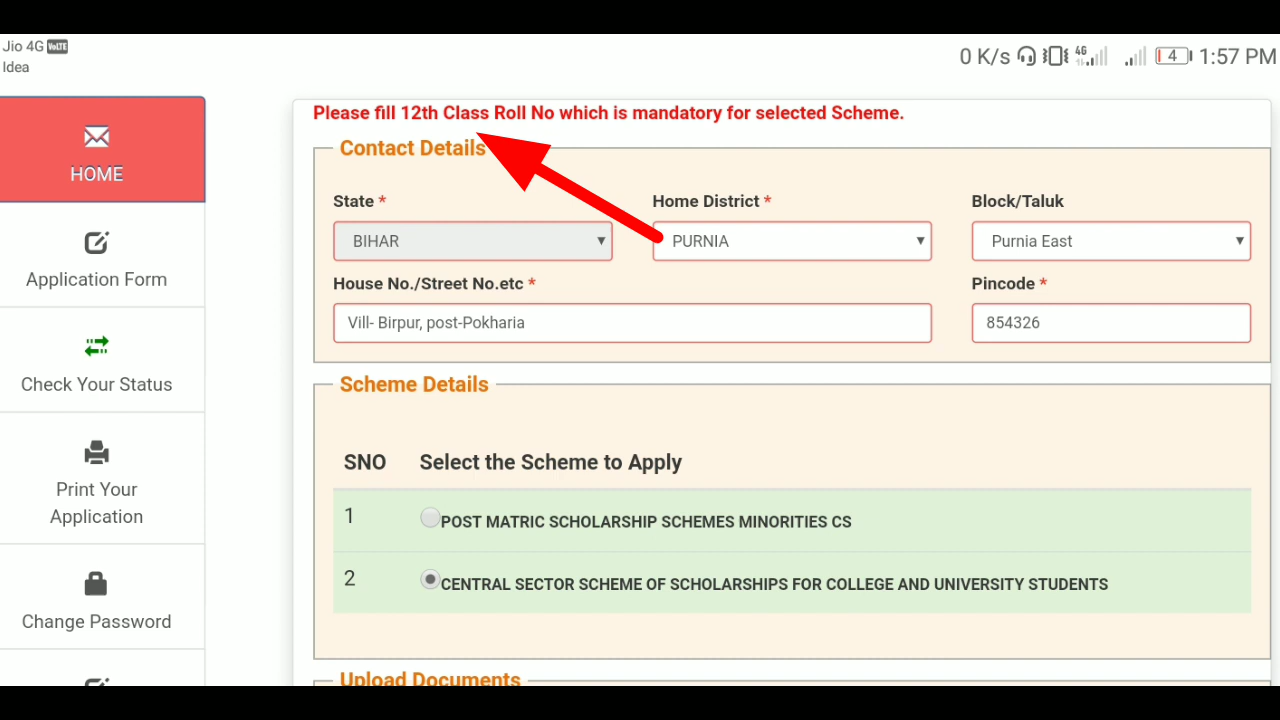 Jio 4G VoLTE
Idea
0 K/s 4G 4 1:57 PM
HOME
Application Form
Check Your Status
Print Your
Application
Change Password
Please fill 12th Class Roll No which is mandatory for selected Scheme.
Contact Details
State * Home District * Block/Taluk
BIHAR PURNIA Purnia East
House No./Street No.etc * Pincode *
Vill- Birpur, post-Pokharia 854326
Scheme Details
SNO Select the Scheme to Apply
1 POST MATRIC SCHOLARSHIP SCHEMES MINORITIES CS
2 CENTRAL SECTOR SCHEME OF SCHOLARSHIPS FOR COLLEGE AND UNIVERSITY STUDENTS
Upload Documents